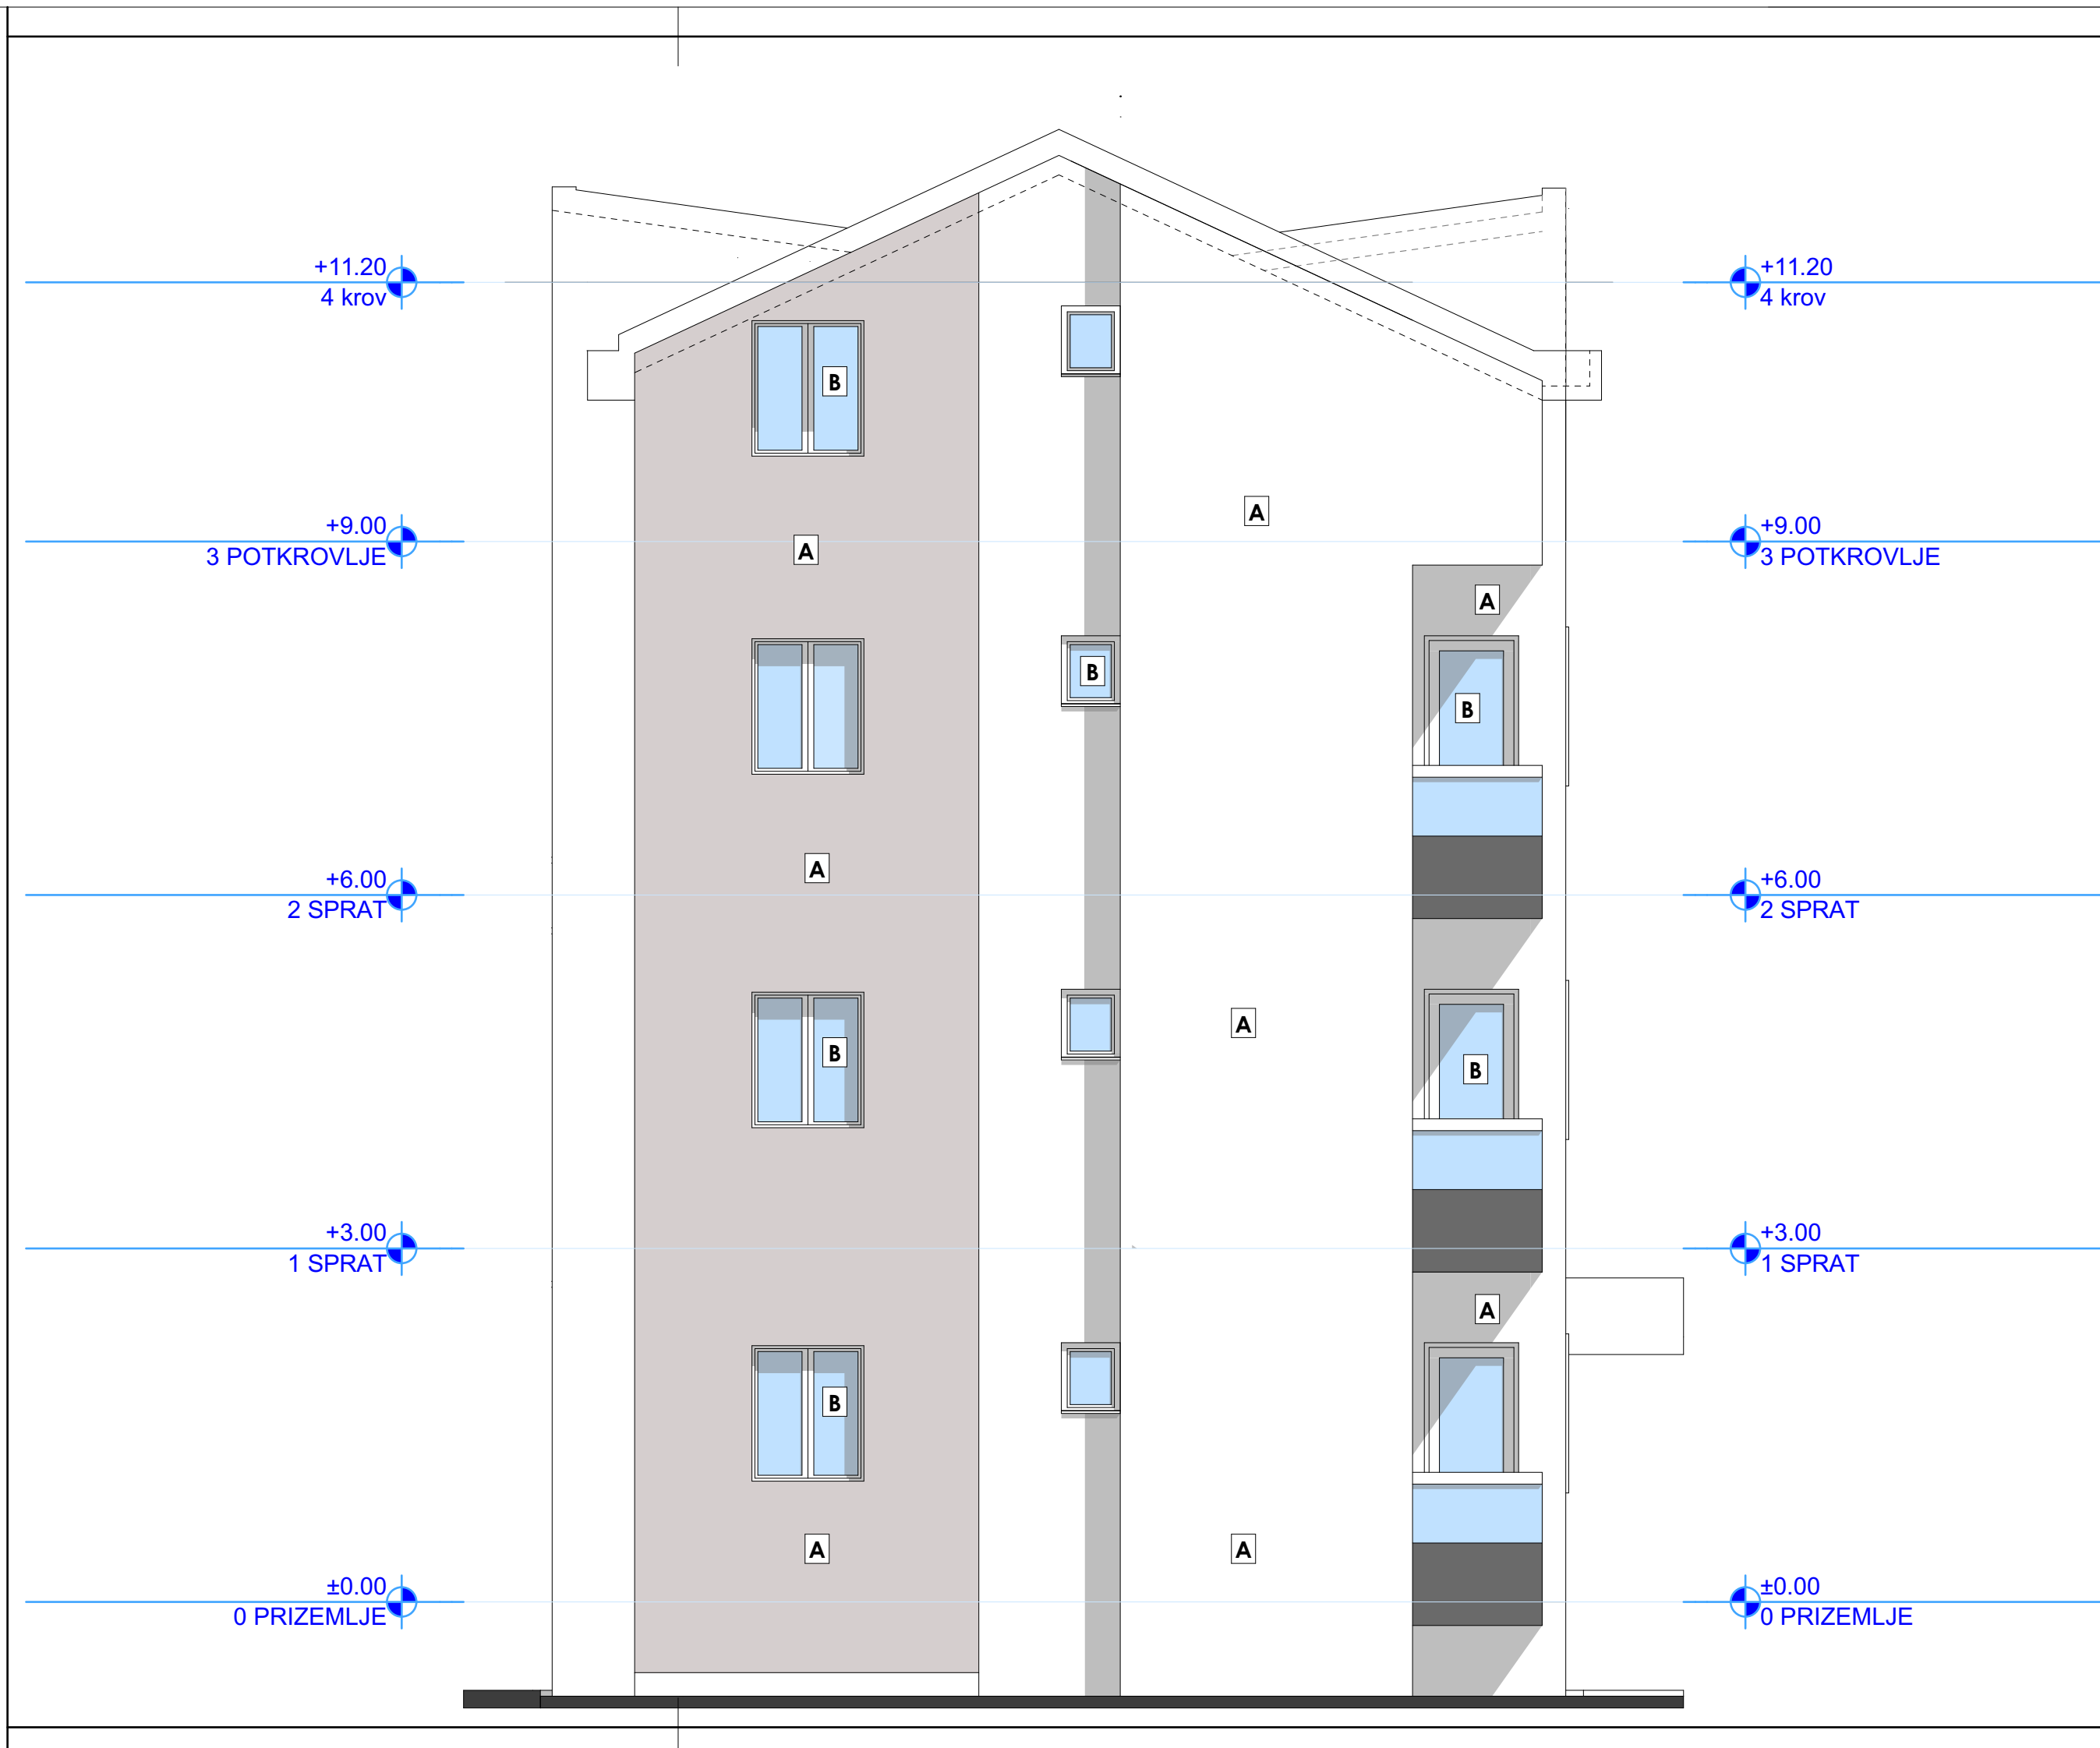 +11.20
4 krov
+11.20
4 krov
B
A
+9.00
3 POTKROVLJE
A
+9.00
3 POTKROVLJE
A
B
B
A
+6.00
2 SPRAT
+6.00
2 SPRAT
A
B
B
+3.00
1 SPRAT
+3.00
1 SPRAT
A
B
A
A
±0.00
0 PRIZEMLJE
±0.00
0 PRIZEMLJE